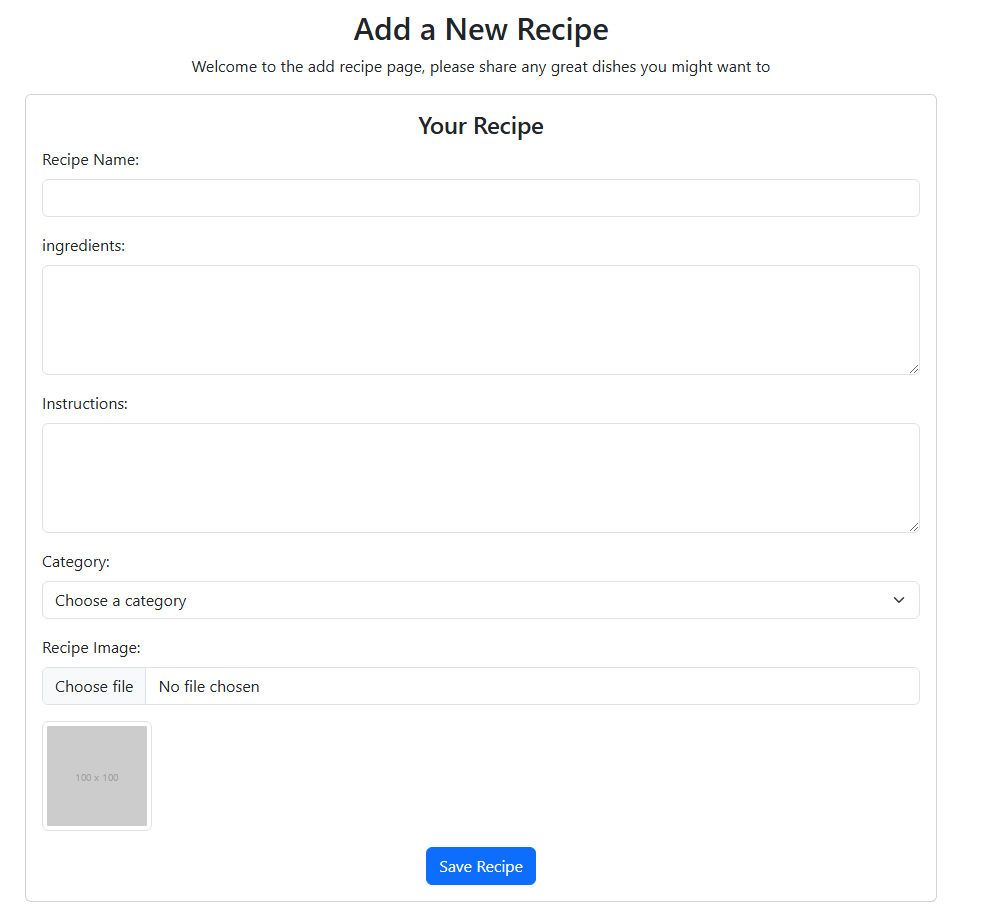 Add a New Recipe
Welcome to the add recipe page, please share any great dishes you might want to
Your Recipe
Recipe Name:
ingredients:
Instructions:
Category:
Choose a category
Recipe Image:
Choose file No file chosen
100 x 100
Save Recipe